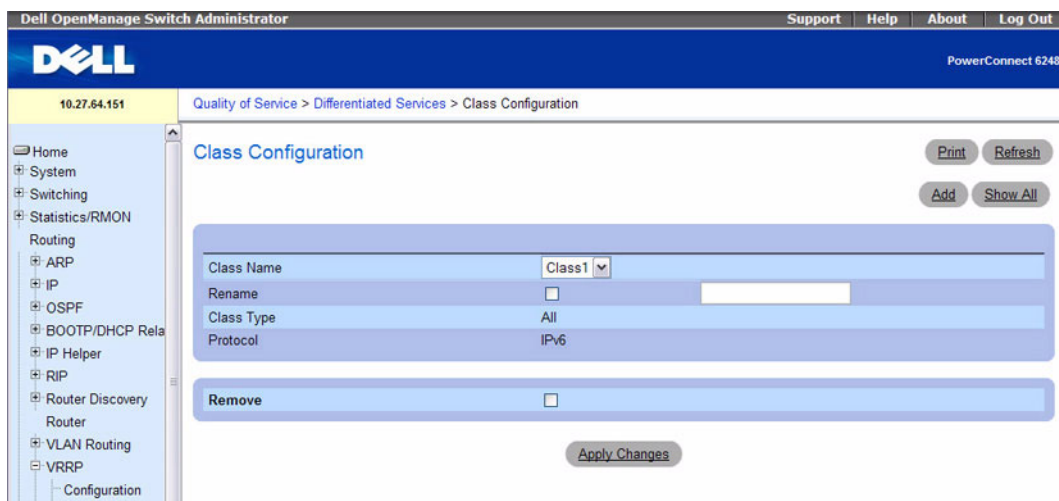 Dell OpenManage Switch Administrator
Support Help About Log Out
DELL
PowerConnect 6248
10.27.64.151
Quality of Service > Differentiated Services > Class Configuration
Home
System
Switching
Statistics/RMON
Routing
ARP
IP
OSPF
BOOTP/DHCP Rela
IP Helper
RIP
Router Discovery
Router
VLAN Routing
VRRP
Configuration
Class Configuration
Print Refresh
Add Show All
Class Name Class1
Rename
Class Type All
Protocol IPv6
Remove
Apply Changes